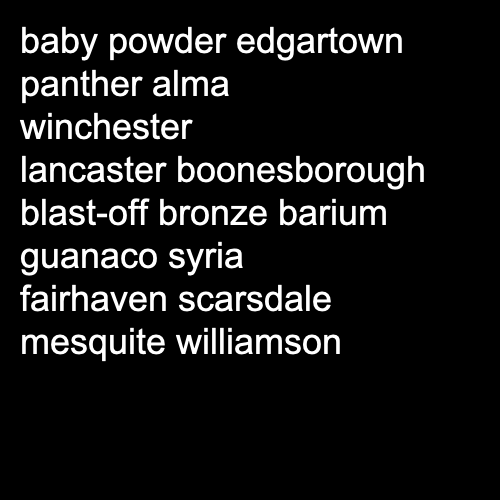 baby powder edgartown
panther alma
winchester
lancaster boonesborough
blast-off bronze barium
guanaco syria
fairhaven scarsdale
mesquite williamson